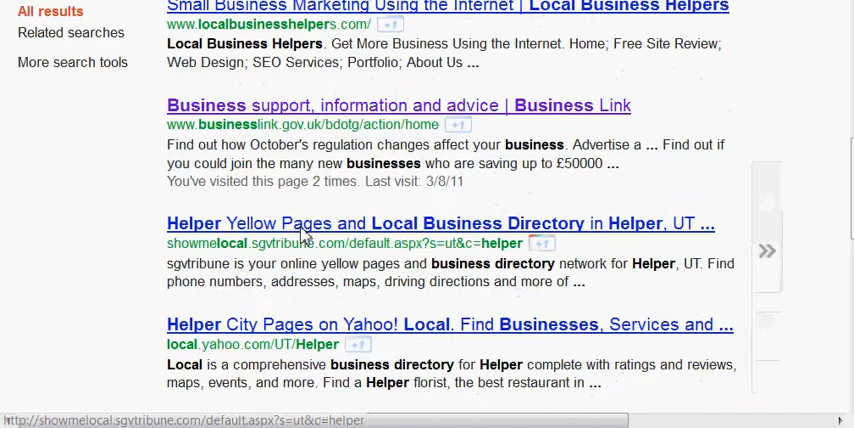 All results
Related searches
More search tools
Small Business Marketing Using the Internet | Local Business Helpers
www.localbusinesshelpers.com/ +1
Local Business Helpers. Get More Business Using the Internet. Home; Free Site Review;
Web Design; SEO Services; Portfolio; About Us ...
Business support, information and advice | Business Link
www.businesslink.gov.uk/bdotg/action/home +1
Find out how October's regulation changes affect your business. Advertise a ... Find out if
you could join the many new businesses who are saving up to £50000 ...
You've visited this page 2 times. Last visit: 3/8/11
Helper Yellow Pages and Local Business Directory in Helper, UT ...
showmelocal.sgvtribune.com/default.aspx?s=ut&c=helper +1
sgvtribune is your online yellow pages and business directory network for Helper, UT. Find
phone numbers, addresses, maps, driving directions and more of ...
Helper City Pages on Yahoo! Local. Find Businesses, Services and ...
local.yahoo.com/UT/Helper +1
Local is a comprehensive business directory for Helper complete with ratings and reviews,
maps, events, and more. Find a Helper florist, the best restaurant in ...
http://showmelocal.sgvtribune.com/default.aspx?s=ut&c=helper